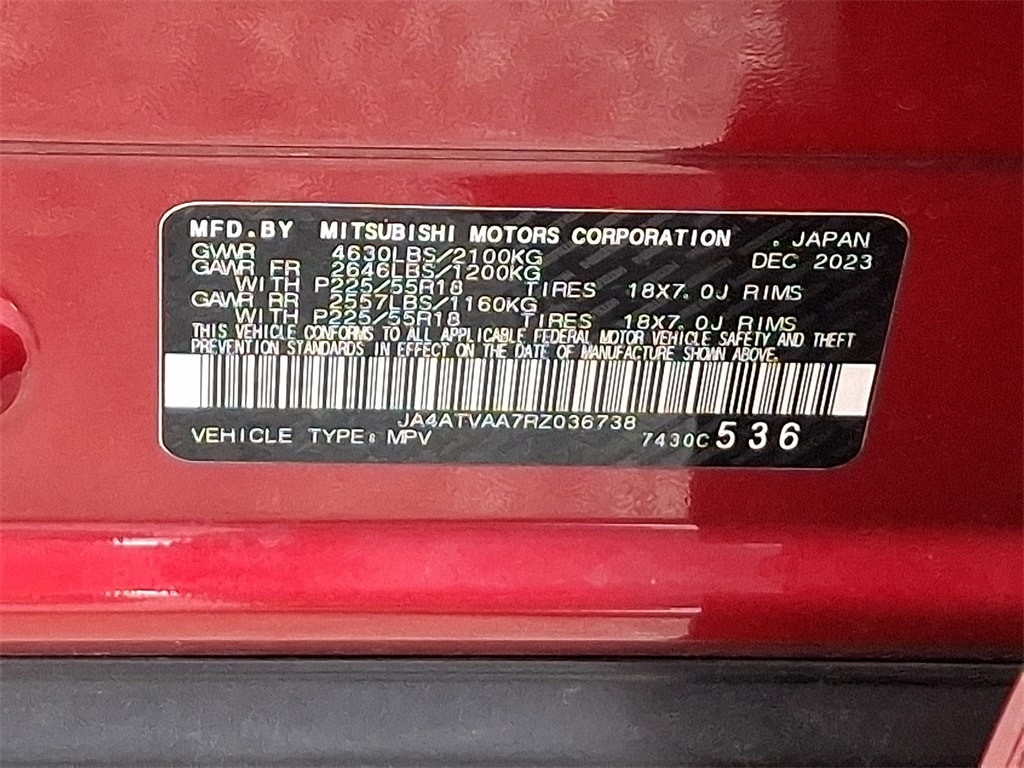 MFD.BY MITSUBISHI MOTORS CORPORATION . JAPAN
GVWR 4630LBS/2100KG DEC 2023
GAWR FR 2646LBS/1200KG
WITH P225/55R18 TIRES 18X7.0J RIMS
GAWR RR 2557LBS/1160KG
WITH P225/55R18 TIRES 18X7.0J RIMS
THIS VEHICLE CONFORMS TO ALL APPLICABLE FEDERAL MOTOR VEHICLE SAFETY AND THEFT
PREVENTION STANDARDS IN EFFECT ON THE DATE OF MANUFACTURE SHOWN ABOVE.
JA4ATVAA7RZ036738
VEHICLE TYPE: MPV 7430C 536